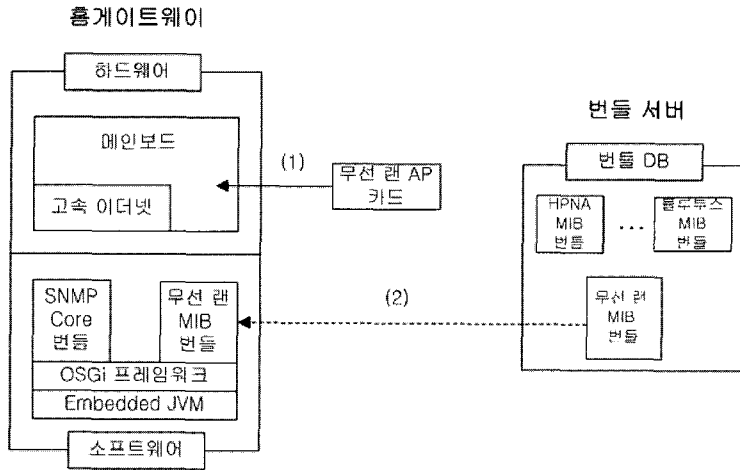 홈게이트웨이
하드웨어
메인보드
고속 이더넷
(1)
무선 랜 AP
카드
SNMP
Core
번들
무선 랜
MIB
번들
OSGi 프레임워크
Embedded JVM
소프트웨어
(2)
번들 서버
번들 DB
HPNA
MIB
번들
...
블루투스
MIB
번들
무선 랜
MIB
번들